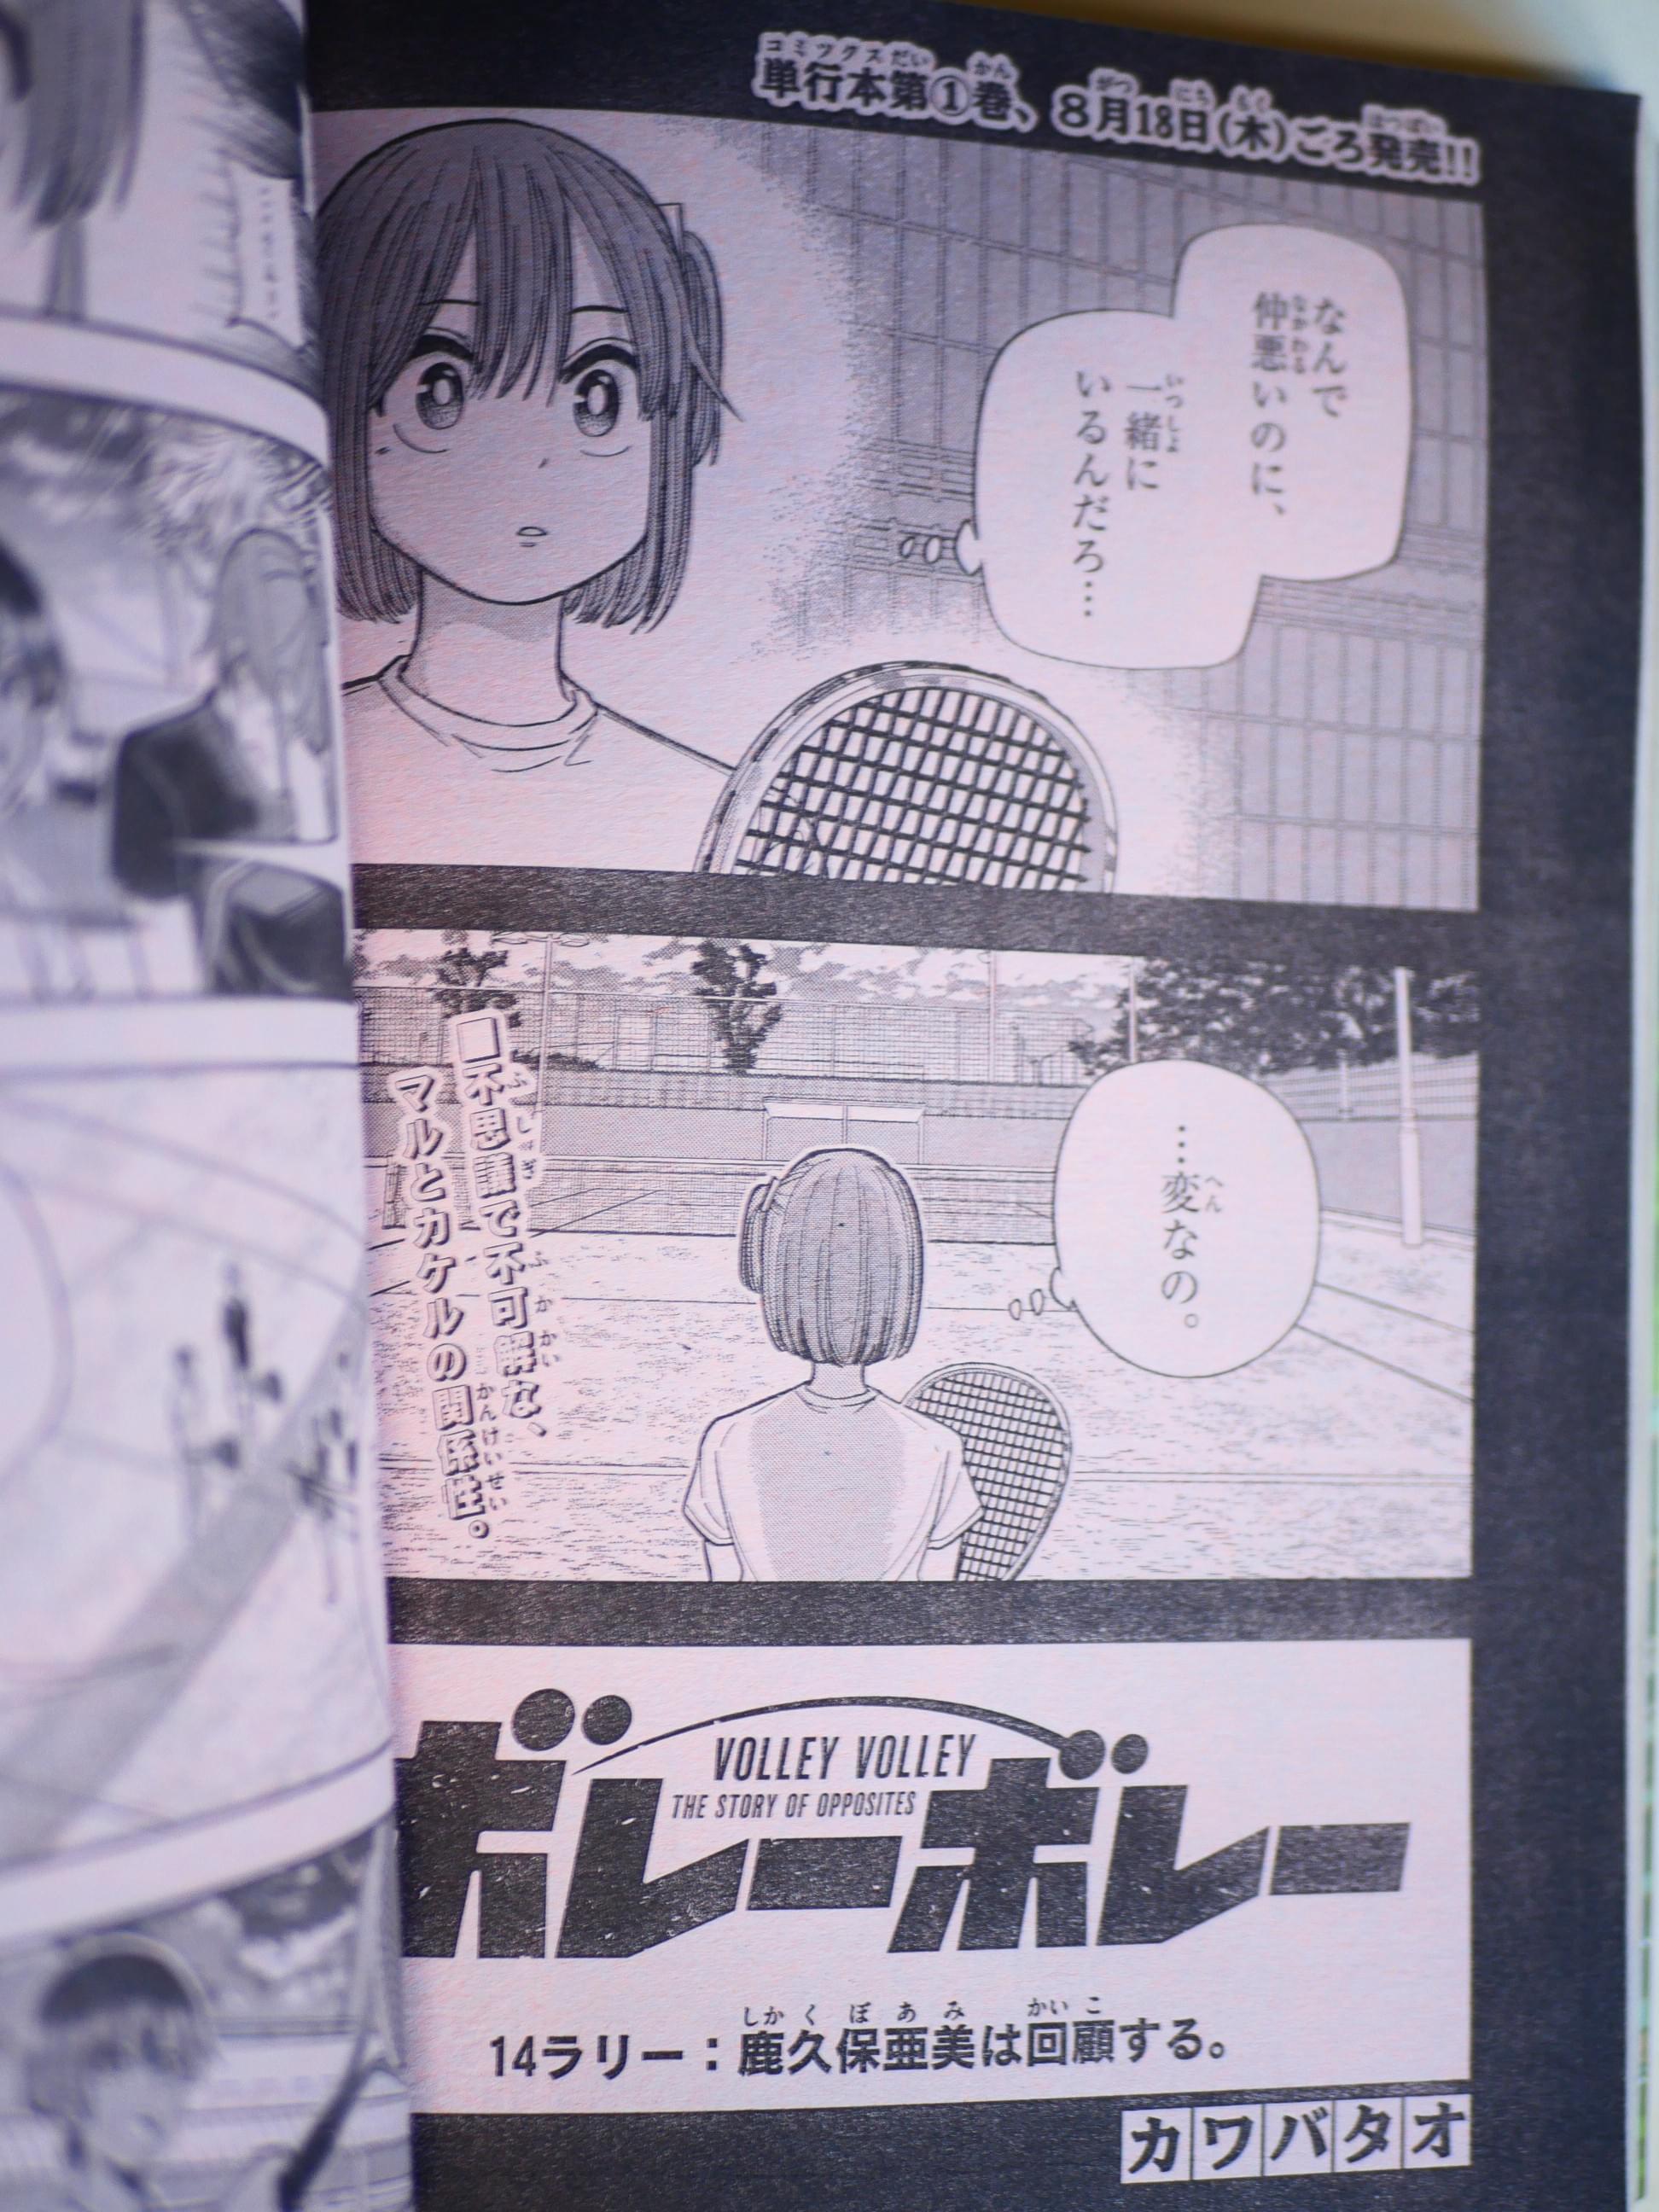 単行本第①巻、8月18日(木)ごろ発売!!
なんで
仲悪いのに、
一緒に
いるんだろ…
…変なの。
■不思議で不可解な、
マルとカケルの関係性。
ボレーボレー
VOLLEY VOLLEY
THE STORY OF OPPOSITES
14ラリー：鹿久保亜美は回顧する。
カワバタオ